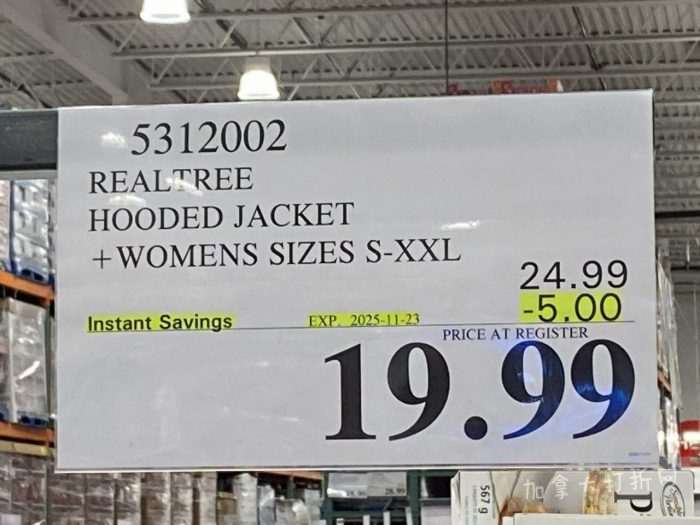 5312002
REALTREE
HOODED JACKET
+WOMENS SIZES S-XXL
24.99
-5.00
Instant Savings EXP. 2025-11-23
PRICE AT REGISTER
19.99
567 g
加拿大打折网